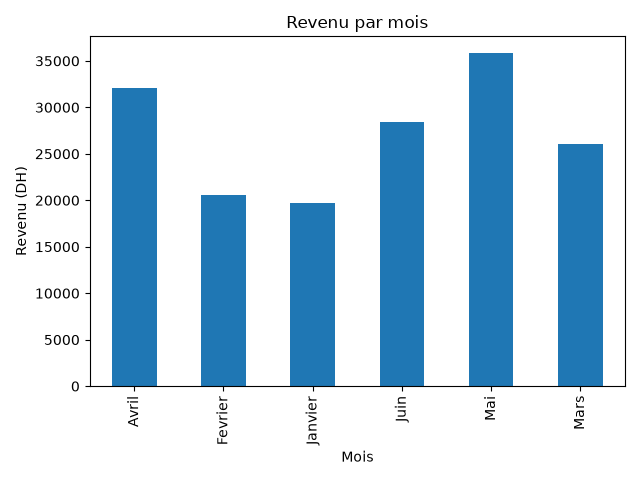 Revenu par mois
35000
30000
25000
20000
15000
10000
5000
0
Revenu (DH)
Avril
Fevrier
Janvier
Juin
Mai
Mars
Mois